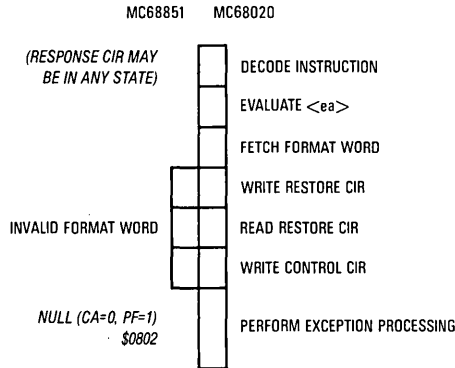 MC68851 MC68020
(RESPONSE CIR MAY
BE IN ANY STATE)
DECODE INSTRUCTION
EVALUATE <ea>
FETCH FORMAT WORD
WRITE RESTORE CIR
INVALID FORMAT WORD
READ RESTORE CIR
WRITE CONTROL CIR
NULL (CA=0, PF=1)
$0802
PERFORM EXCEPTION PROCESSING